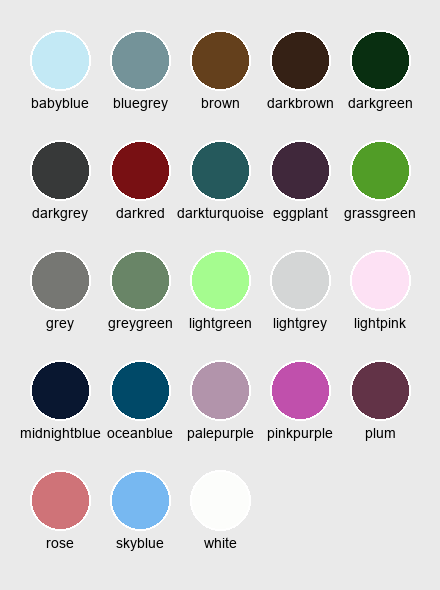 babyblue bluegrey brown darkbrown darkgreen
darkgrey darkred darkturquoise eggplant grassgreen
grey greygreen lightgreen lightgrey lightpink
midnightblue oceanblue palepurple pinkpurple plum
rose skyblue white